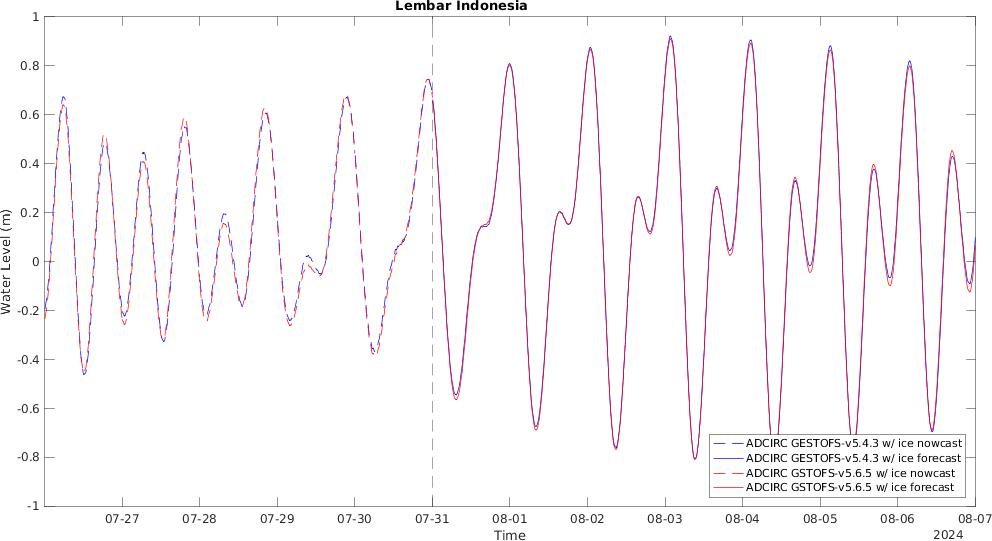 Lembar Indonesia
Water Level (m)
1
0.8
0.6
0.4
0.2
0
-0.2
-0.4
-0.6
-0.8
-1
ADCIRC GESTOFS-v5.4.3 w/ ice nowcast
ADCIRC GESTOFS-v5.4.3 w/ ice forecast
ADCIRC GSTOFS-v5.6.5 w/ ice nowcast
ADCIRC GSTOFS-v5.6.5 w/ ice forecast
07-27 07-28 07-29 07-30 07-31 08-01 08-02 08-03 08-04 08-05 08-06 08-07
Time
2024